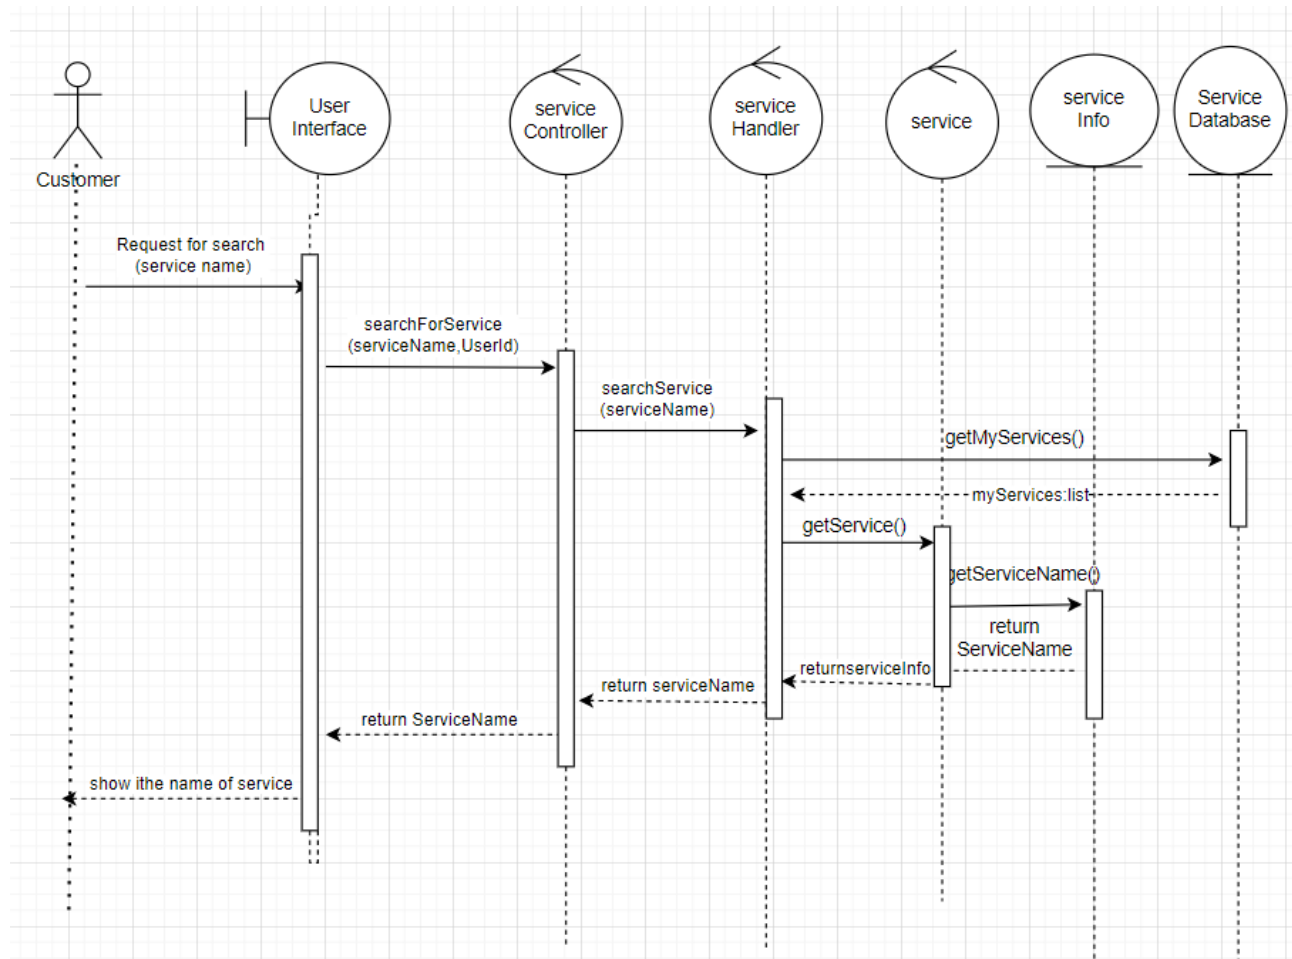 User
Interface
service
Controller
service
Handler
service
service
Info
Service
Database
Customer
Request for search
(service name)
searchForService
(serviceName,UserId)
searchService
(serviceName)
getMyServices()
myServices:list
getService()
getServiceName()
return
ServiceName
returnserviceInfo
return serviceName
return ServiceName
show ithe name of service